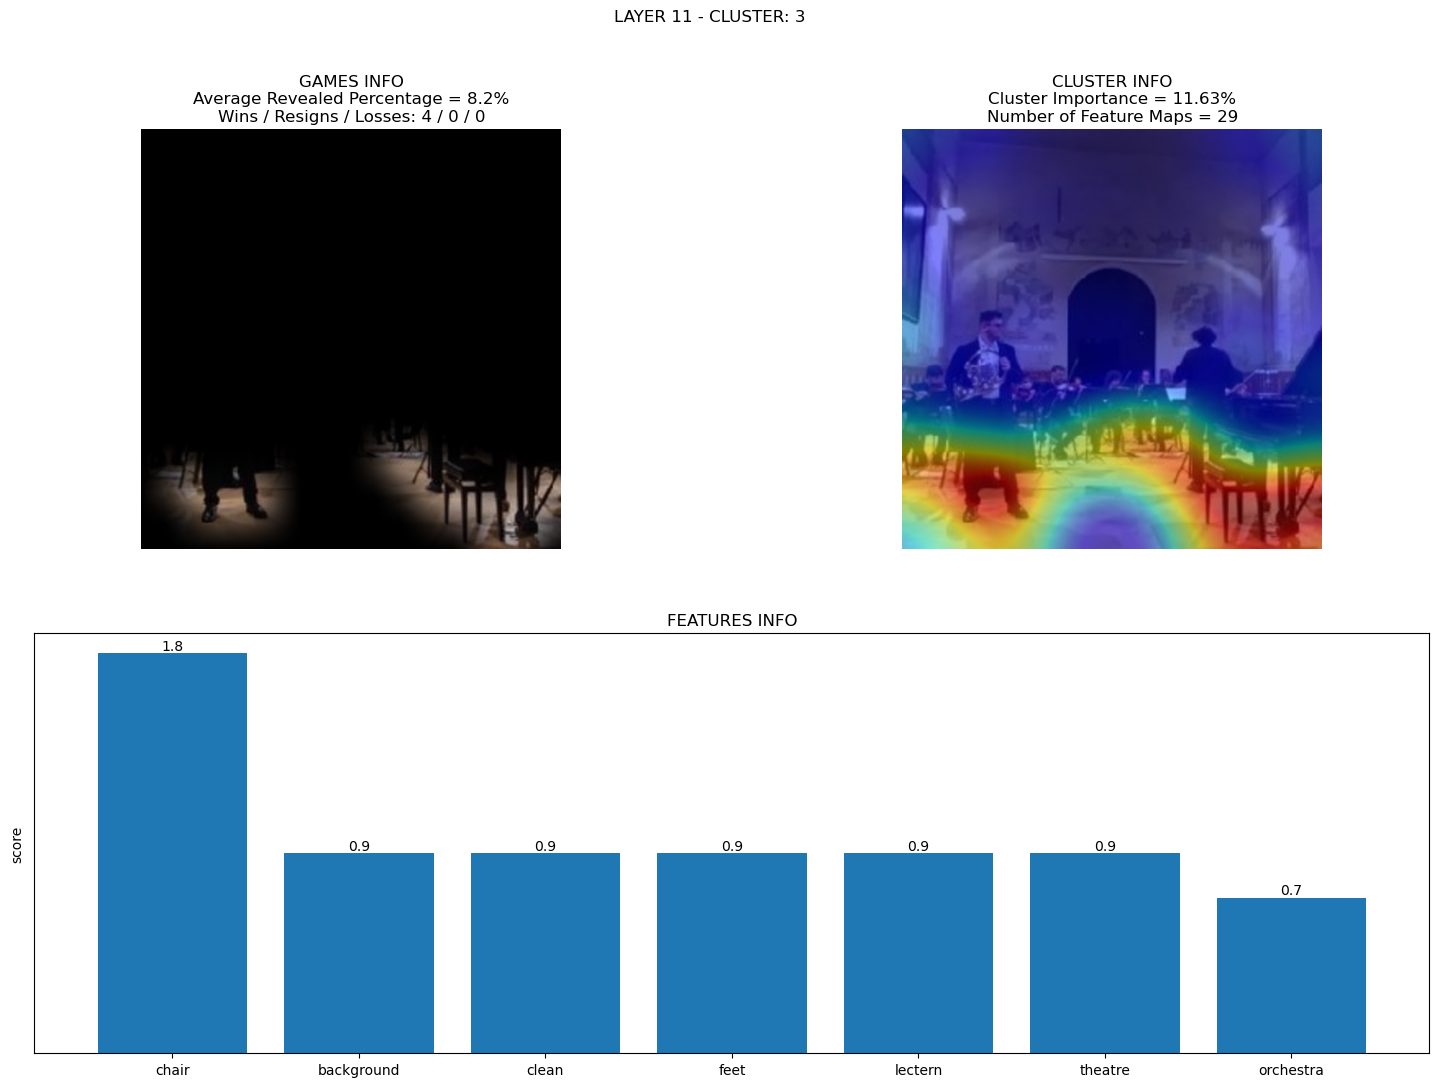 LAYER 11 - CLUSTER: 3
GAMES INFO
Average Revealed Percentage = 8.2%
Wins / Resigns / Losses: 4 / 0 / 0
CLUSTER INFO
Cluster Importance = 11.63%
Number of Feature Maps = 29
FEATURES INFO
score
1.8
0.9
0.9
0.9
0.9
0.9
0.7
chair
background
clean
feet
lectern
theatre
orchestra